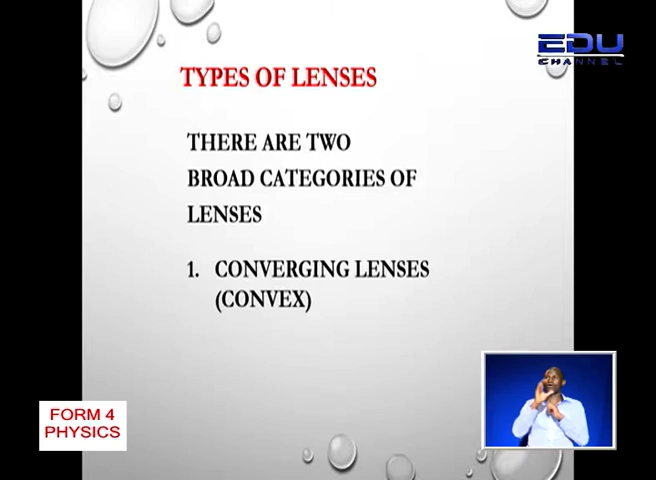 EDU
CHANNEL
TYPES OF LENSES
THERE ARE TWO
BROAD CATEGORIES OF
LENSES
1. CONVERGING LENSES
(CONVEX)
FORM 4
PHYSICS